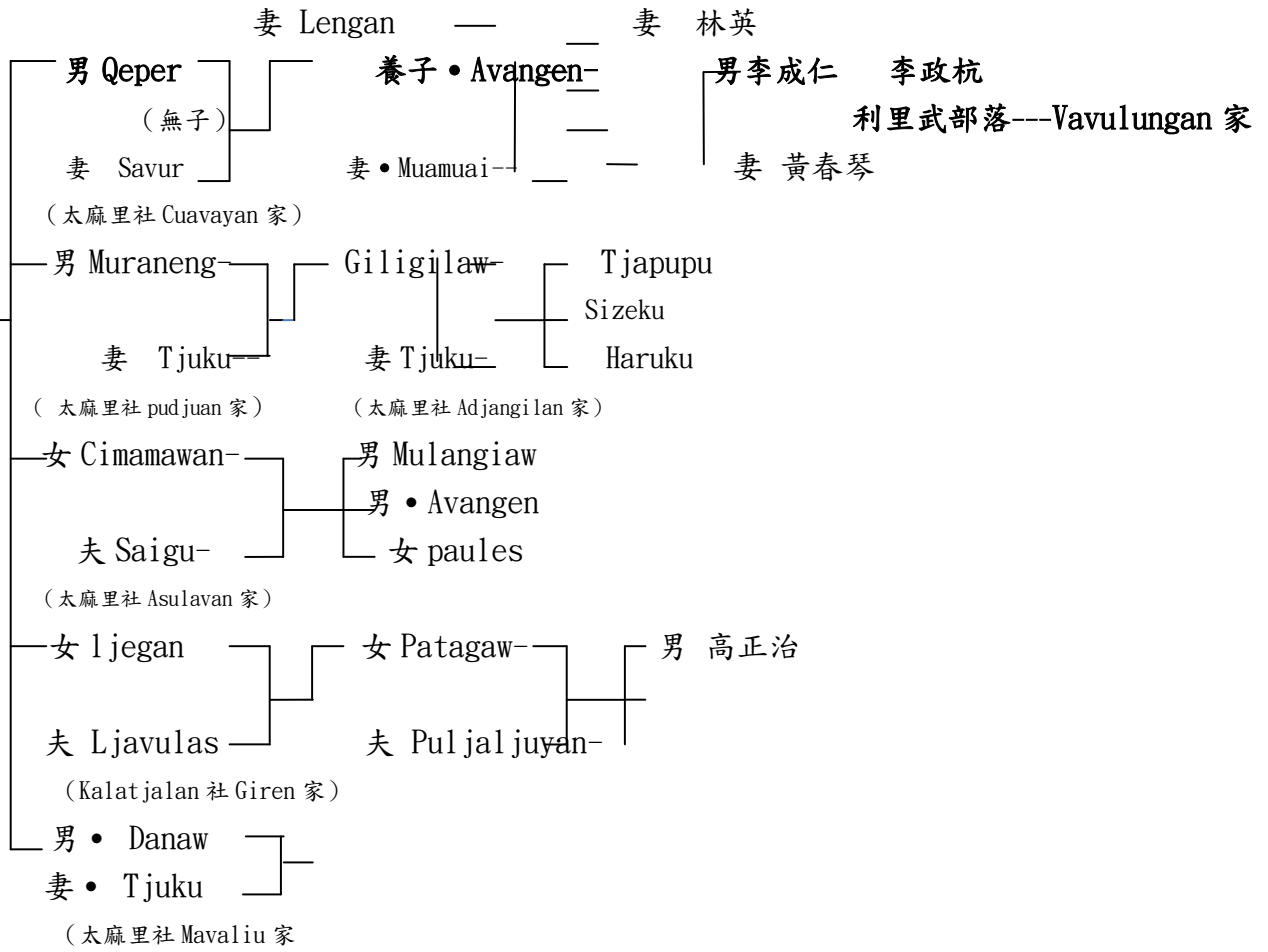 妻 Lengan 妻 林英
男 Qeper 養子•Avangen- 男李成仁 李政杭
（無子） 利里武部落---Vavulungan 家
妻 Savur 妻•Muamuai-- 妻 黃春琴
（太麻里社 Cuavayan 家）
男 Muraneng- Giligilaw- Tjapupu
Sizeku
妻 Tjuku-- 妻 Tjuku- Haruku
（ 太麻里社 pudjuan 家） （太麻里社 Adjangilan 家）
女 Cimamawan- 男 Mulangiaw
男•Avangen
夫 Saigu- 女 paules
（太麻里社 Asulavan 家）
女 ljegan 女 Patagaw- 男 高正治
夫 Ljavulas 夫 Puljaljuyan-
（Kalatjalan 社 Giren 家）
男• Danaw
妻• Tjuku
（太麻里社 Mavaliu 家